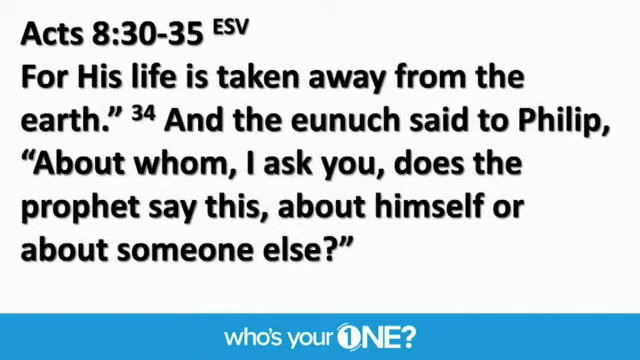 Acts 8:30-35 ESV
For His life is taken away from the
earth.” 34 And the eunuch said to Philip,
“About whom, I ask you, does the
prophet say this, about himself or
about someone else?”
who's your 1NE?